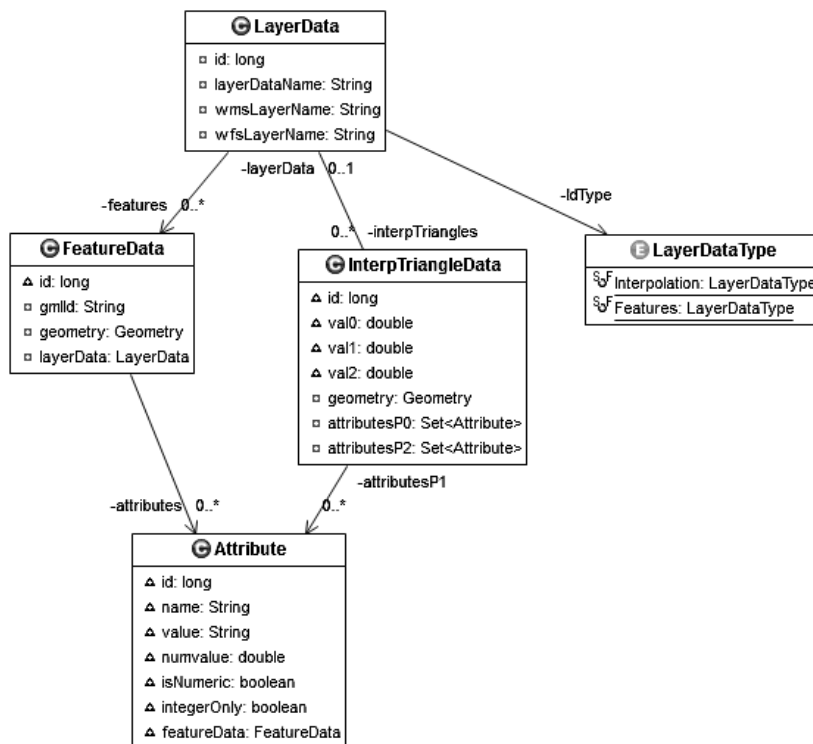 LayerData
id: long
layerDataName: String
wmsLayerName: String
wfsLayerName: String
-layerData 0..1
-ldType
-features 0..*
0..* -interpTriangles
FeatureData
id: long
gmlId: String
geometry: Geometry
layerData: LayerData
InterpTriangleData
id: long
val0: double
val1: double
val2: double
geometry: Geometry
attributesP0: Set<Attribute>
attributesP2: Set<Attribute>
LayerDataType
Interpolation: LayerDataType
Features: LayerDataType
-attributesP1
-attributes 0..*
0..*
Attribute
id: long
name: String
value: String
numvalue: double
isNumeric: boolean
integerOnly: boolean
featureData: FeatureData